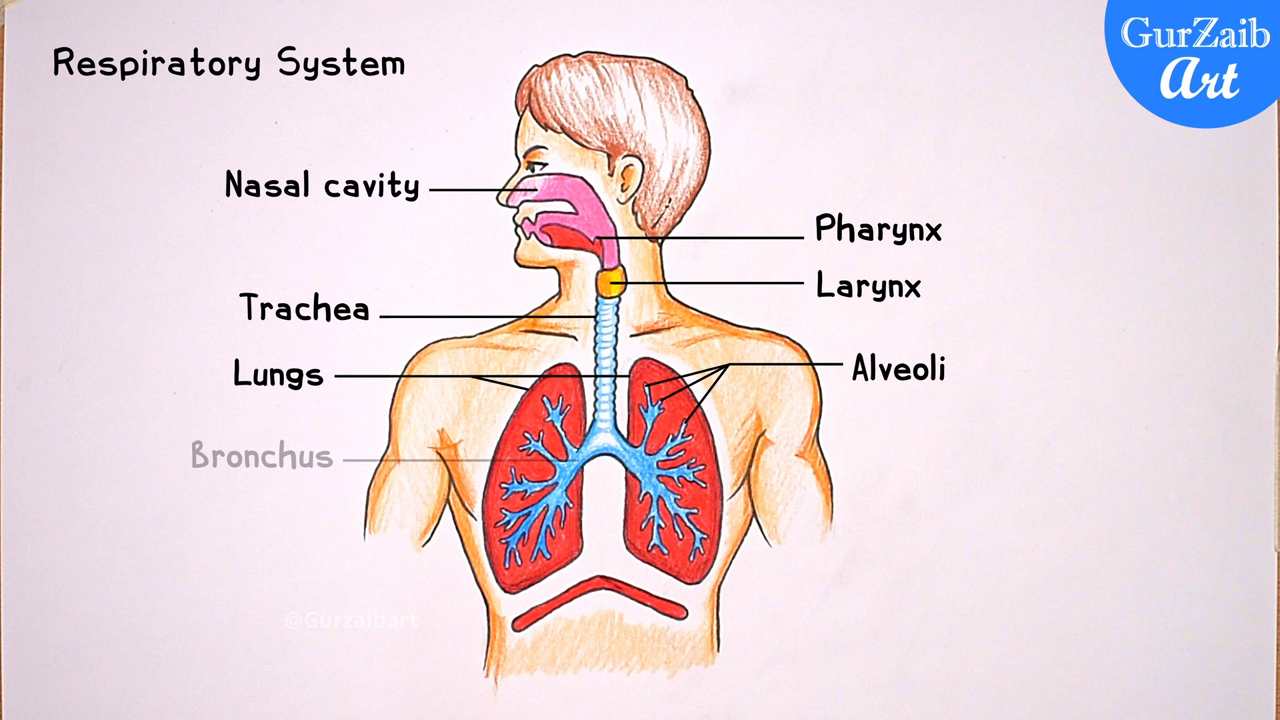 Respiratory System
GurZaib
Art
Nasal cavity
Pharynx
Larynx
Trachea
Lungs
Alveoli
Bronchus
@Gurzaibart